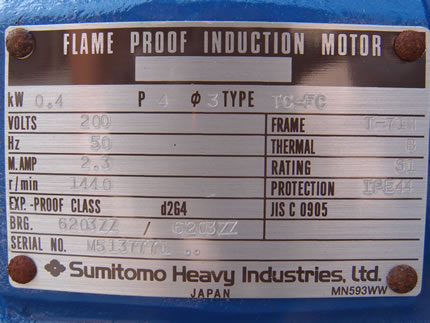 FLAME PROOF INDUCTION MOTOR
kW 0.4 P 4 φ 3 TYPE TC-FC
VOLTS 200 FRAME
Hz 50 THERMAL
M. AMP 2.3 RATING S1
r/min 1440 PROTECTION IPE44
EXP.-PROOF CLASS d2G4 JIS C 0905
BRG. 6203ZZ / 6203ZZ
SERIAL NO.
Sumitomo Heavy Industries, Ltd.
JAPAN MN593WW